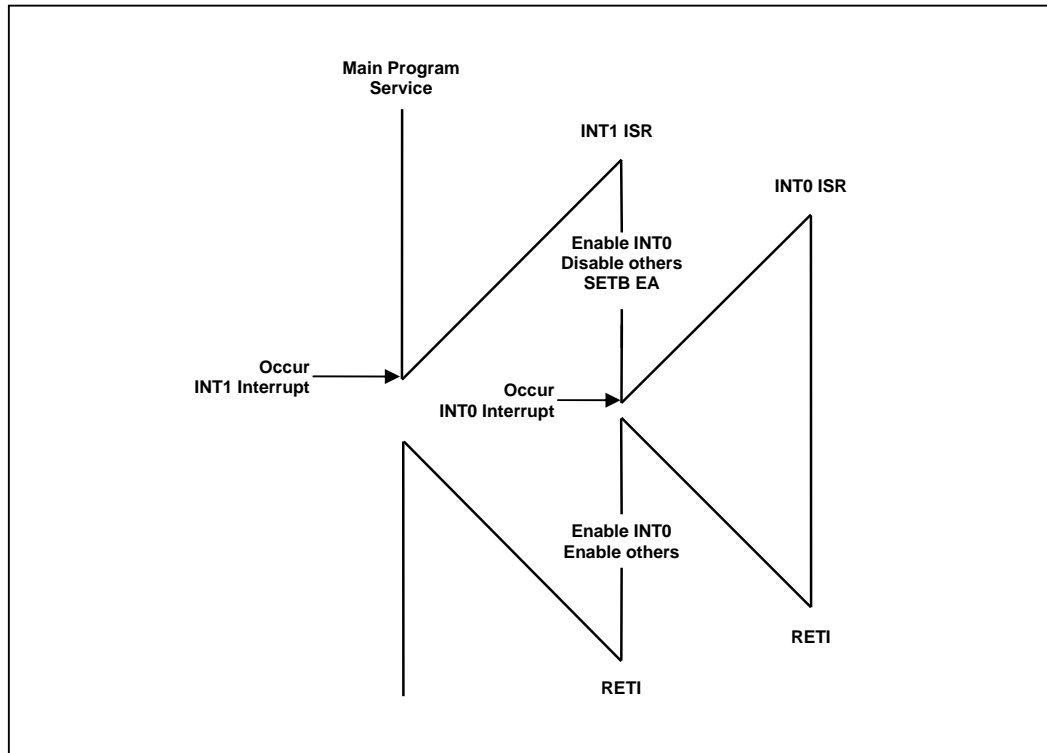 Main Program
Service
INT1 ISR
INT0 ISR
Enable INT0
Disable others
SETB EA
Occur
INT1 Interrupt
Occur
INT0 Interrupt
Enable INT0
Enable others
RETI
RETI